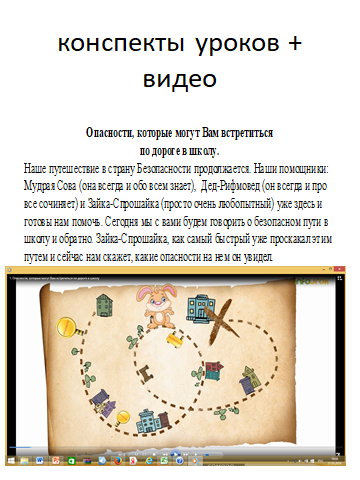 конспекты уроков +
видео
Опасности, которые могут Вам встретиться
по дороге в школу.
Наше путешествие в страну Безопасности продолжается. Наши помощники:
Мудрая Сова (она всегда и обо всем знает), Дед-Рифмовед (он всегда и про
все сочиняет) и Зайка-Спрошайка (просто очень любопытный) уже здесь и
готовы нам помочь. Сегодня мы с вами будем говорить о безопасном пути в
школу и обратно. Зайка-Спрошайка, как самый быстрый уже проскакал этим
путем и сейчас нам скажет, какие опасности на нем он увидел.